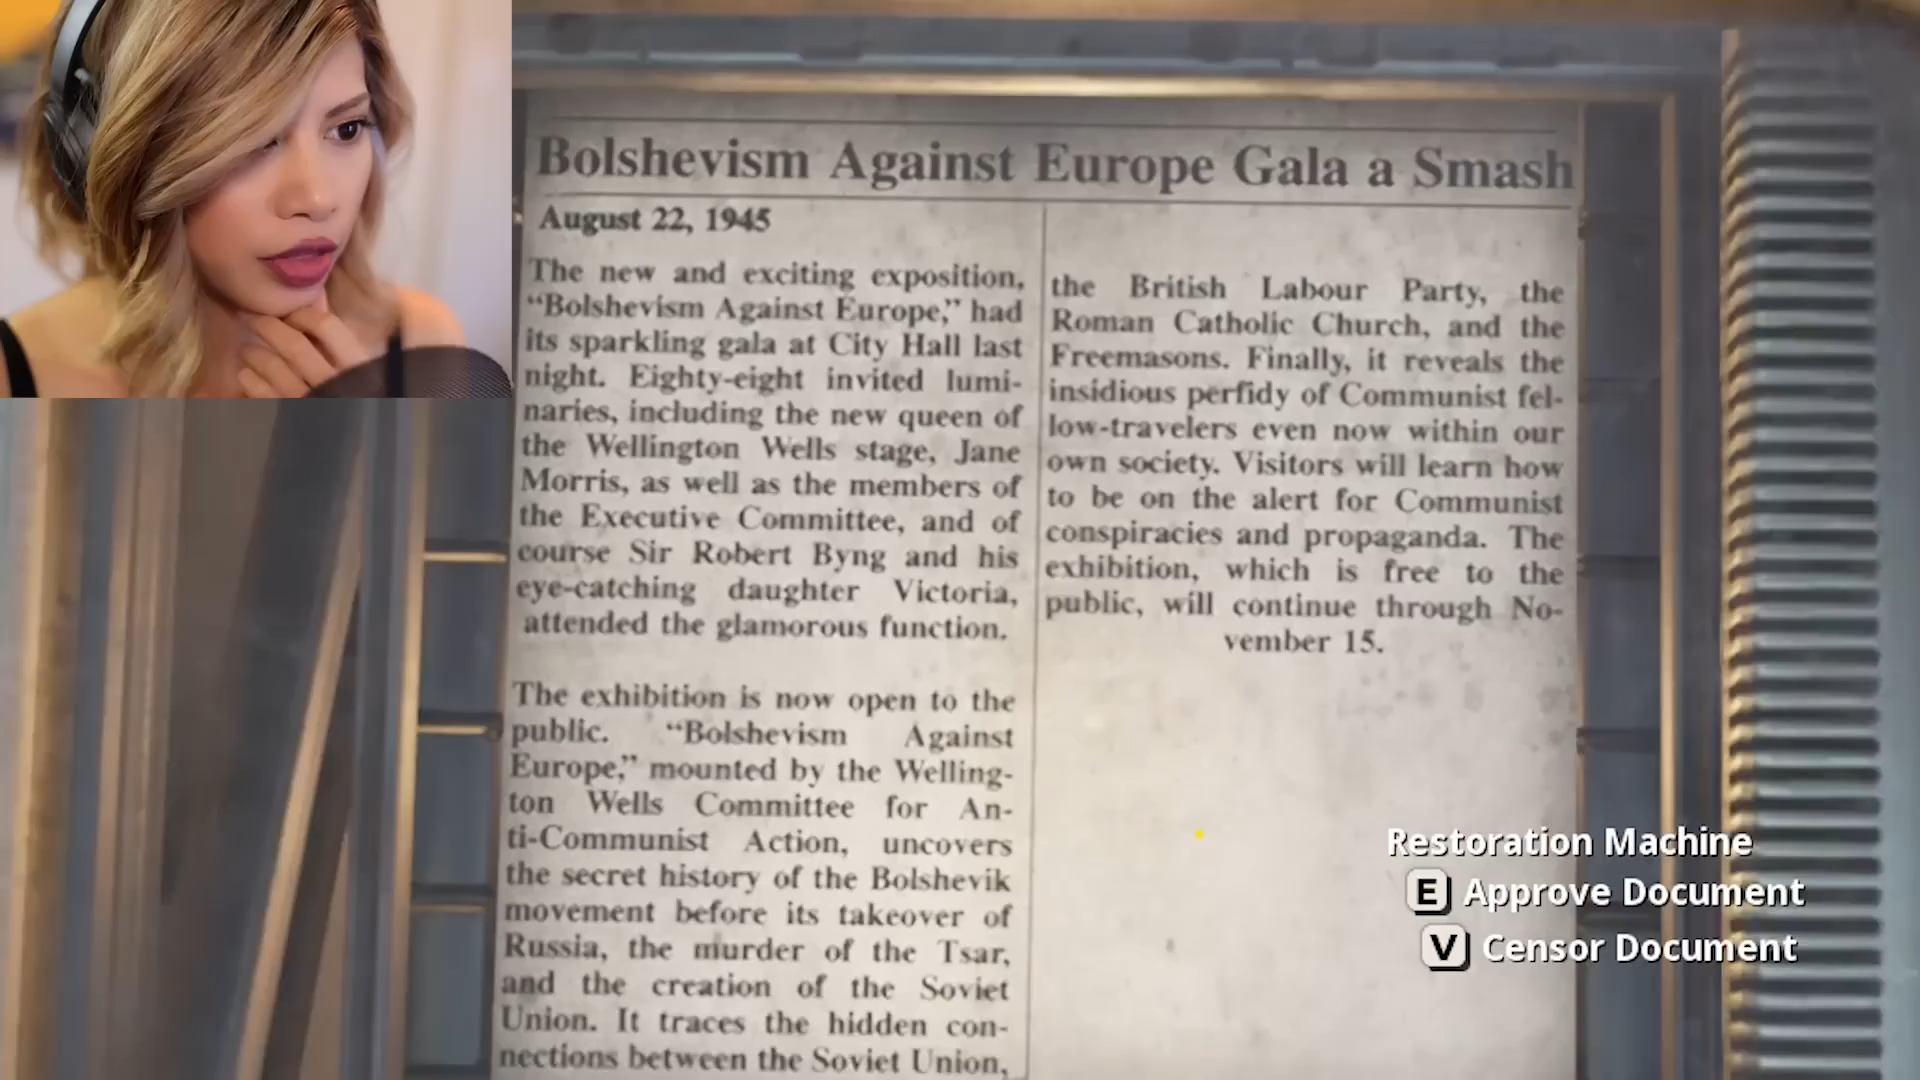 Bolshevism Against Europe Gala a Smash
August 22, 1945
The new and exciting exposition,
“Bolshevism Against Europe,” had
its sparkling gala at City Hall last
night. Eighty-eight invited lumi-
naries, including the new queen of
the Wellington Wells stage, Jane
Morris, as well as the members of
the Executive Committee, and of
course Sir Robert Byng and his
eye-catching daughter Victoria,
attended the glamorous function.
The exhibition is now open to the
public. “Bolshevism Against
Europe,” mounted by the Welling-
ton Wells Committee for An-
ti-Communist Action, uncovers
the secret history of the Bolshevik
movement before its takeover of
Russia, the murder of the Tsar,
and the creation of the Soviet
Union. It traces the hidden con-
nections between the Soviet Union,
the British Labour Party, the
Roman Catholic Church, and the
Freemasons. Finally, it reveals the
insidious perfidy of Communist fel-
low-travelers even now within our
own society. Visitors will learn how
to be on the alert for Communist
conspiracies and propaganda. The
exhibition, which is free to the
public, will continue through No-
vember 15.
Restoration Machine
E Approve Document
V Censor Document